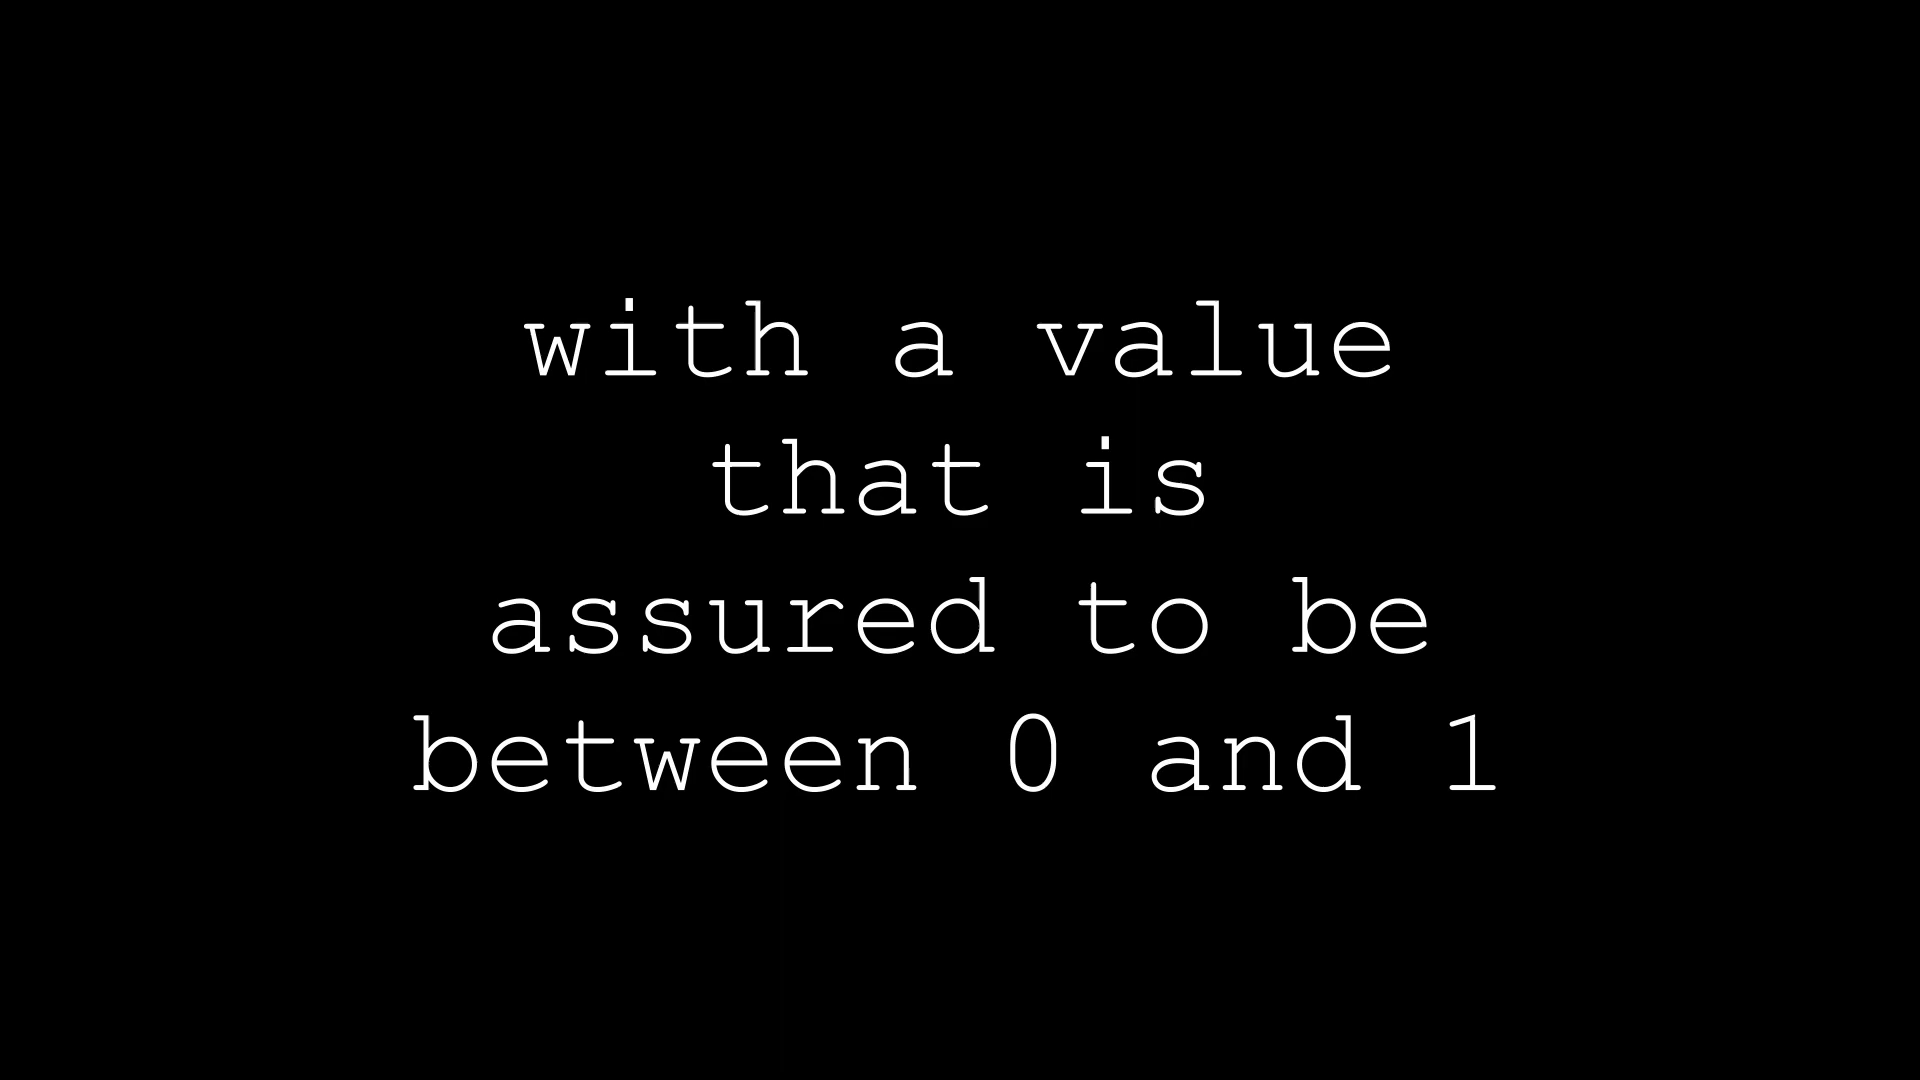 with a value
that is
assured to be
between 0 and 1